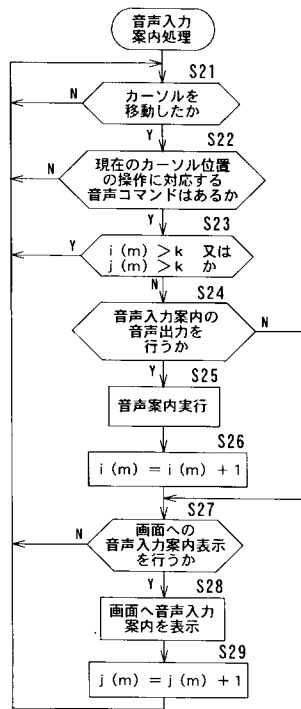 音声入力
案内処理
S21
N
カーソルを
移動したか
Y
S22
N
現在のカーソル位置
の操作に対応する
音声コマンドはあるか
Y
S23
Y
i(m)>k 又は
j(m)>k か
N
S24
音声入力案内の
音声出力を
行うか
N
Y
S25
音声案内実行
S26
i(m)=i(m)+1
S27
N
画面への
音声入力案内表示
を行うか
Y
S28
画面へ音声入力
案内を表示
S29
j(m)=j(m)+1